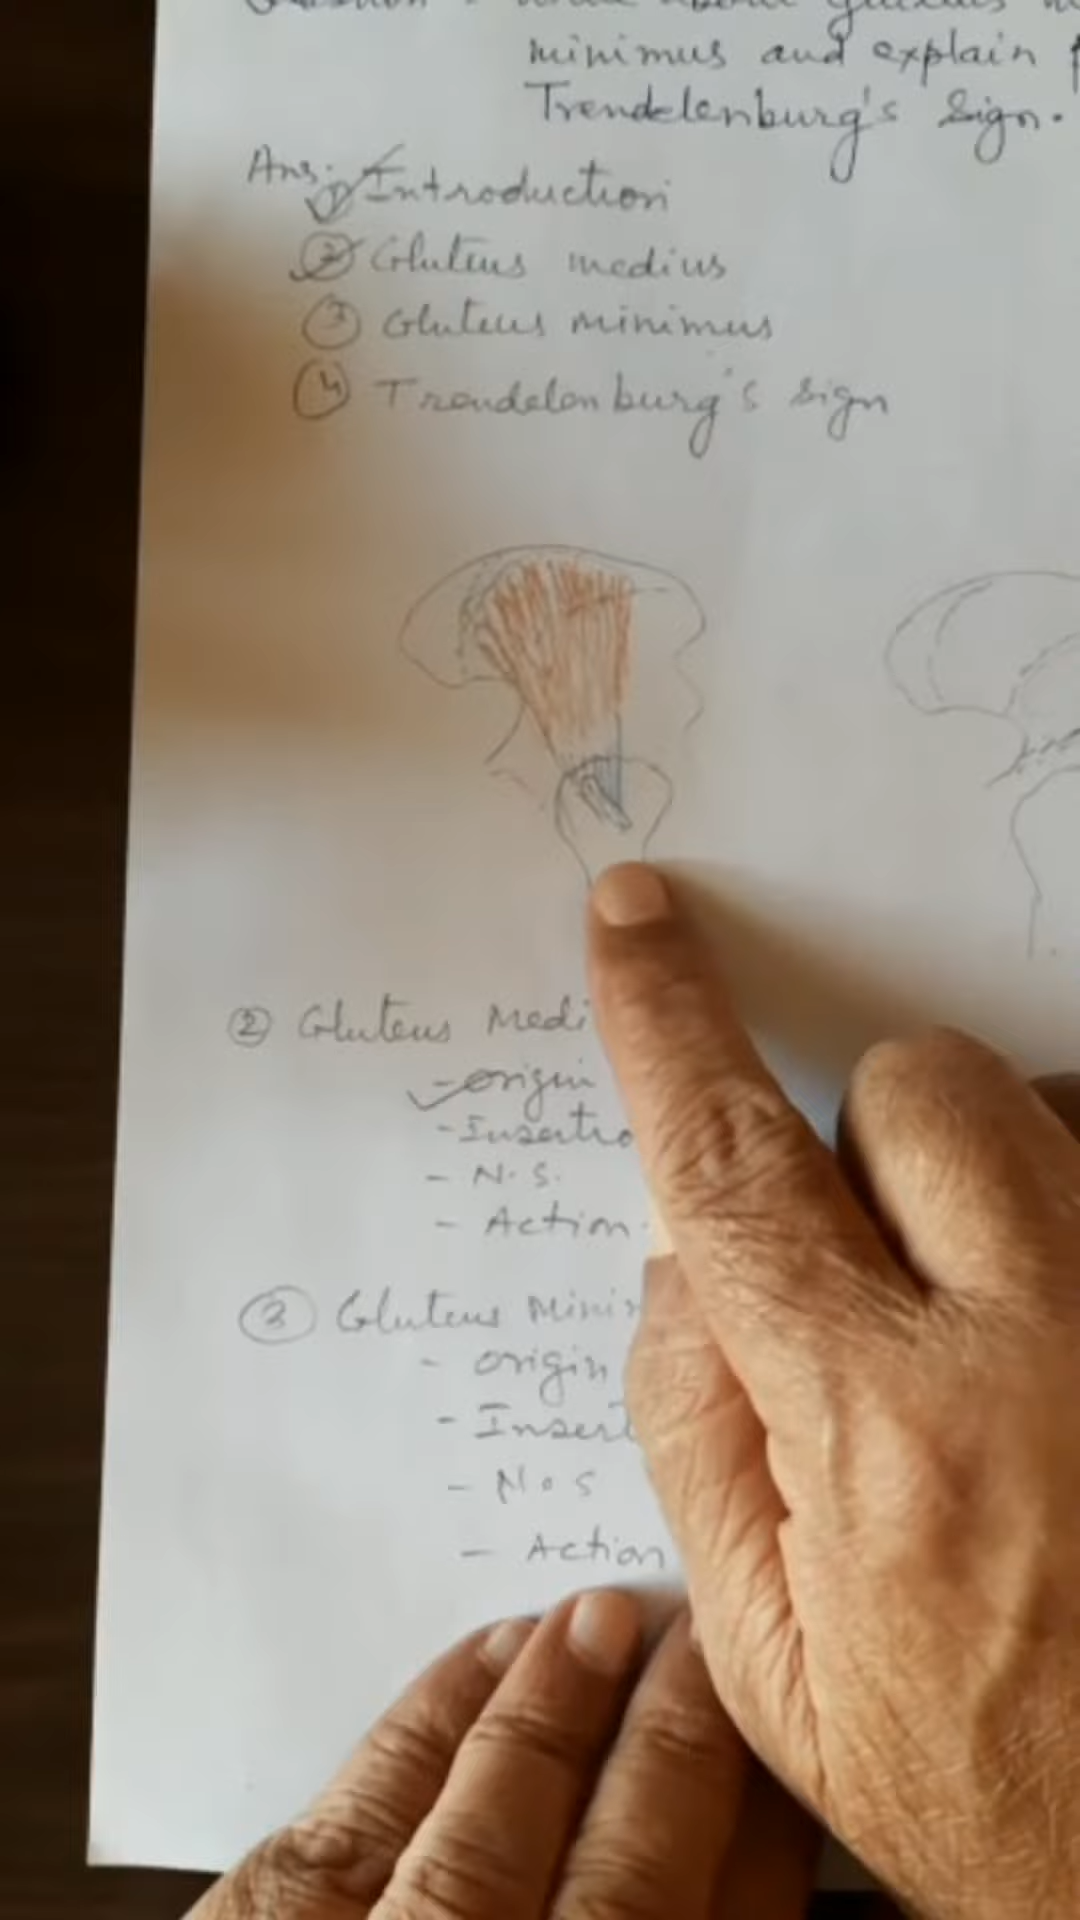 minimus and explain
Trendelenburg's Sign.
Ans:
① Introduction
② Gluteus medius
③ Gluteus minimus
④ Trendelenburg's sign
② Gluteus Medi
- origin
- Insertio
- N.S.
- Action.
③ Gluteus Mini
- origin
- Insert
- N.S
- Action